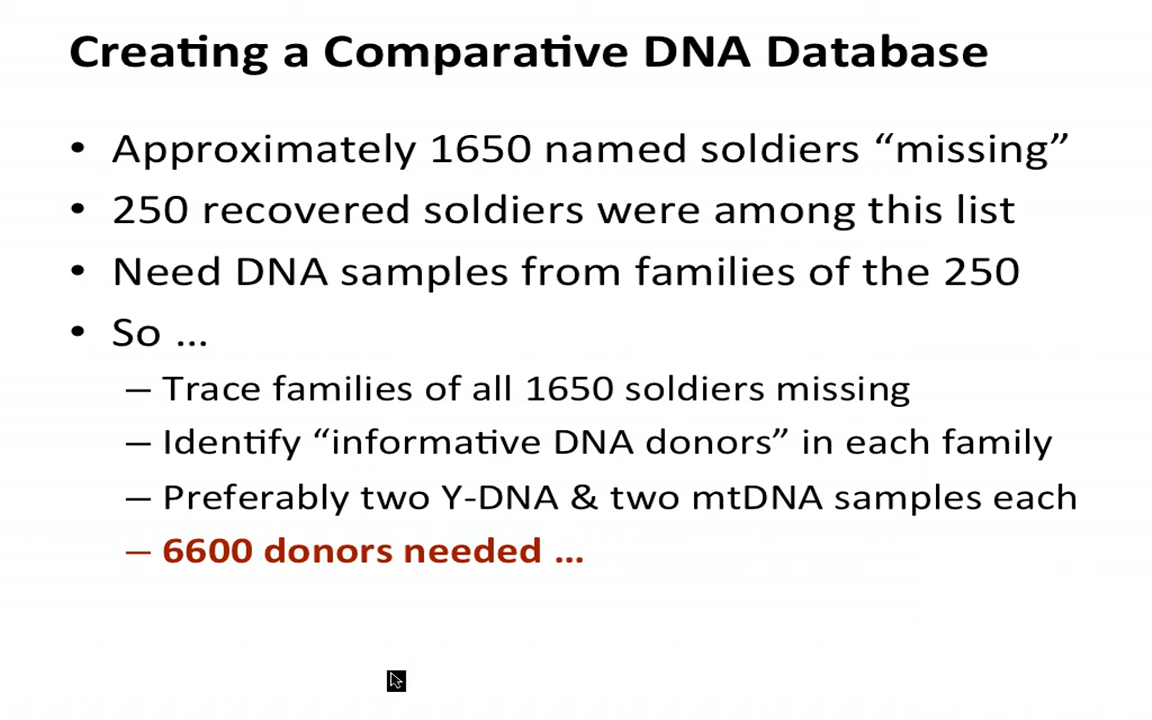 Creating a Comparative DNA Database
• Approximately 1650 named soldiers “missing”
• 250 recovered soldiers were among this list
• Need DNA samples from families of the 250
• So ...
– Trace families of all 1650 soldiers missing
– Identify “informative DNA donors” in each family
– Preferably two Y-DNA & two mtDNA samples each
– 6600 donors needed ...